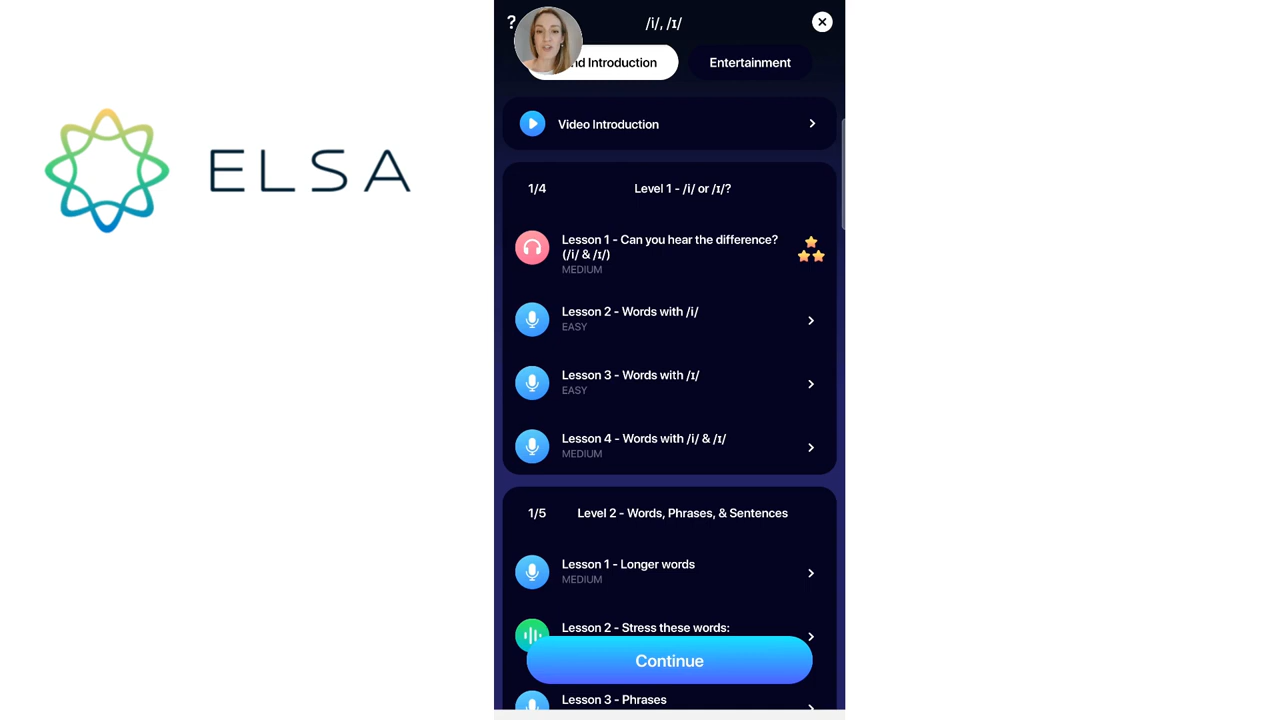 ELSA
?
/i/, /ɪ/
nd Introduction
Entertainment
Video Introduction
1/4
Level 1 - /i/ or /ɪ/?
Lesson 1 - Can you hear the difference?
(/i/ & /ɪ/)
MEDIUM
Lesson 2 - Words with /i/
EASY
Lesson 3 - Words with /ɪ/
EASY
Lesson 4 - Words with /i/ & /ɪ/
MEDIUM
1/5
Level 2 - Words, Phrases, & Sentences
Lesson 1 - Longer words
MEDIUM
Lesson 2 - Stress these words:
Continue
Lesson 3 - Phrases